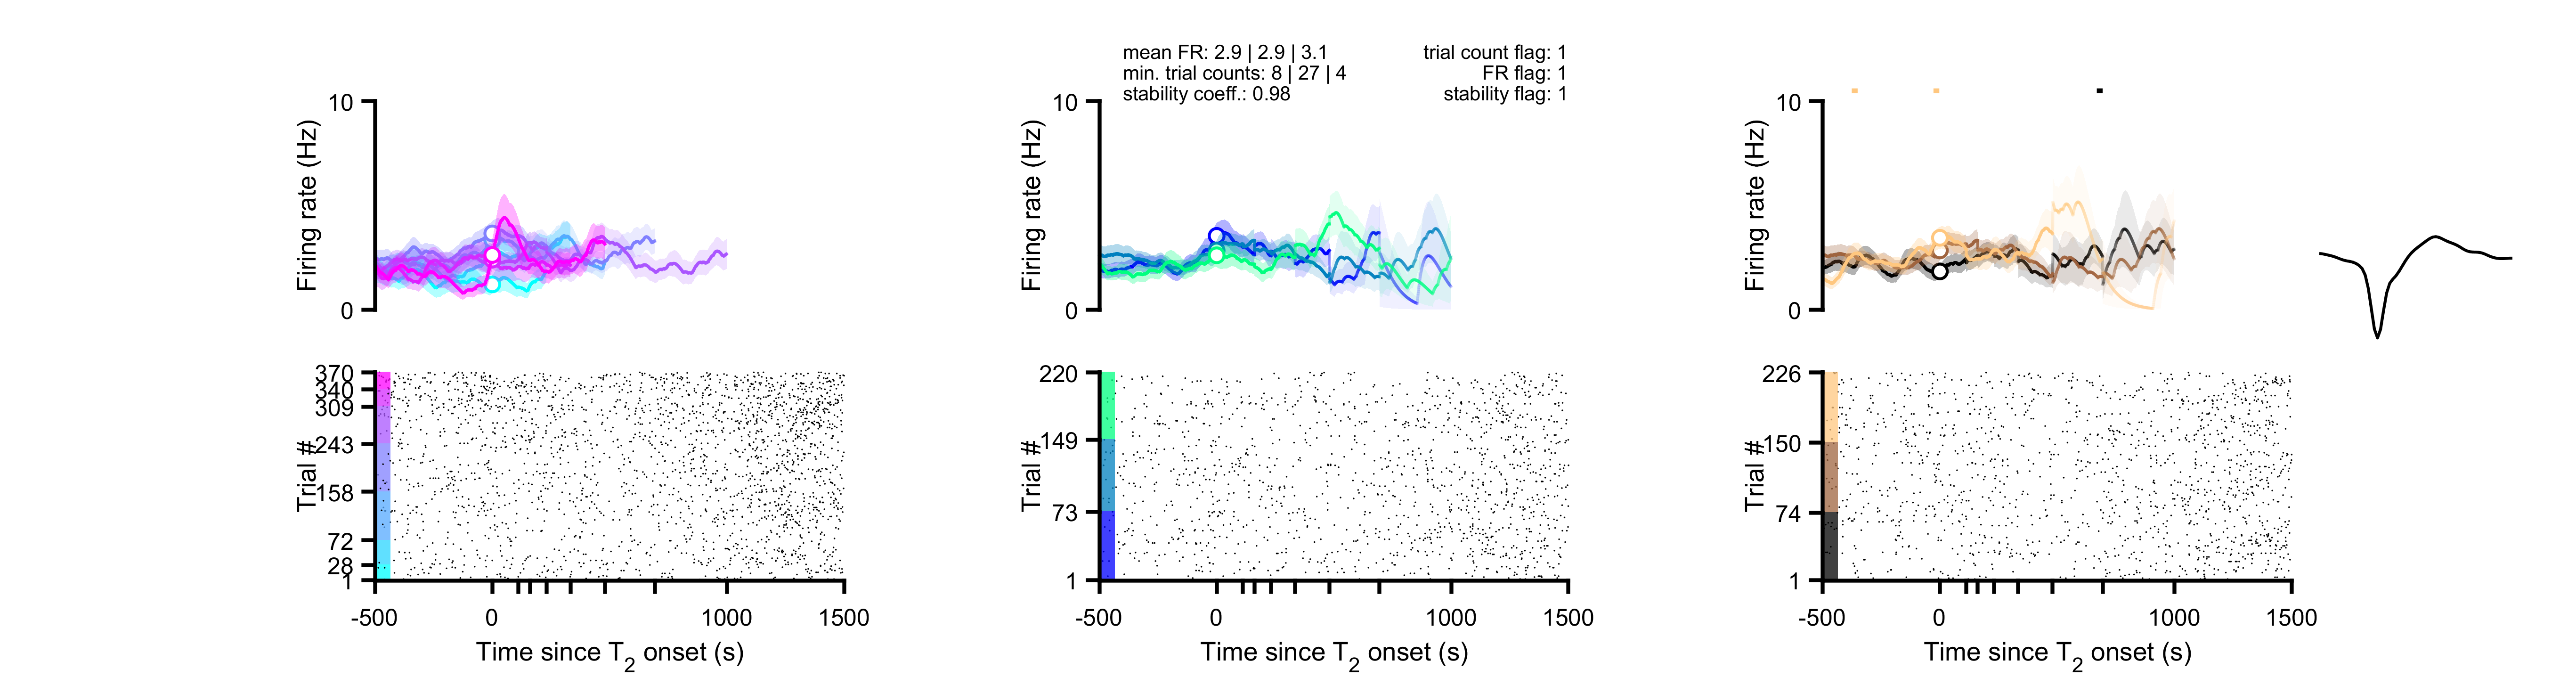 mean FR: 2.9 | 2.9 | 3.1
min. trial counts: 8 | 27 | 4
stability coeff.: 0.98
trial count flag: 1
FR flag: 1
stability flag: 1
Firing rate (Hz)
10
0
Firing rate (Hz)
10
0
Firing rate (Hz)
10
0
Trial #
370
340
309
243
158
72
28
1
-500
0
1000
1500
Time since T2 onset (s)
Trial #
220
149
73
1
-500
0
1000
1500
Time since T2 onset (s)
Trial #
226
150
74
1
-500
0
1000
1500
Time since T2 onset (s)